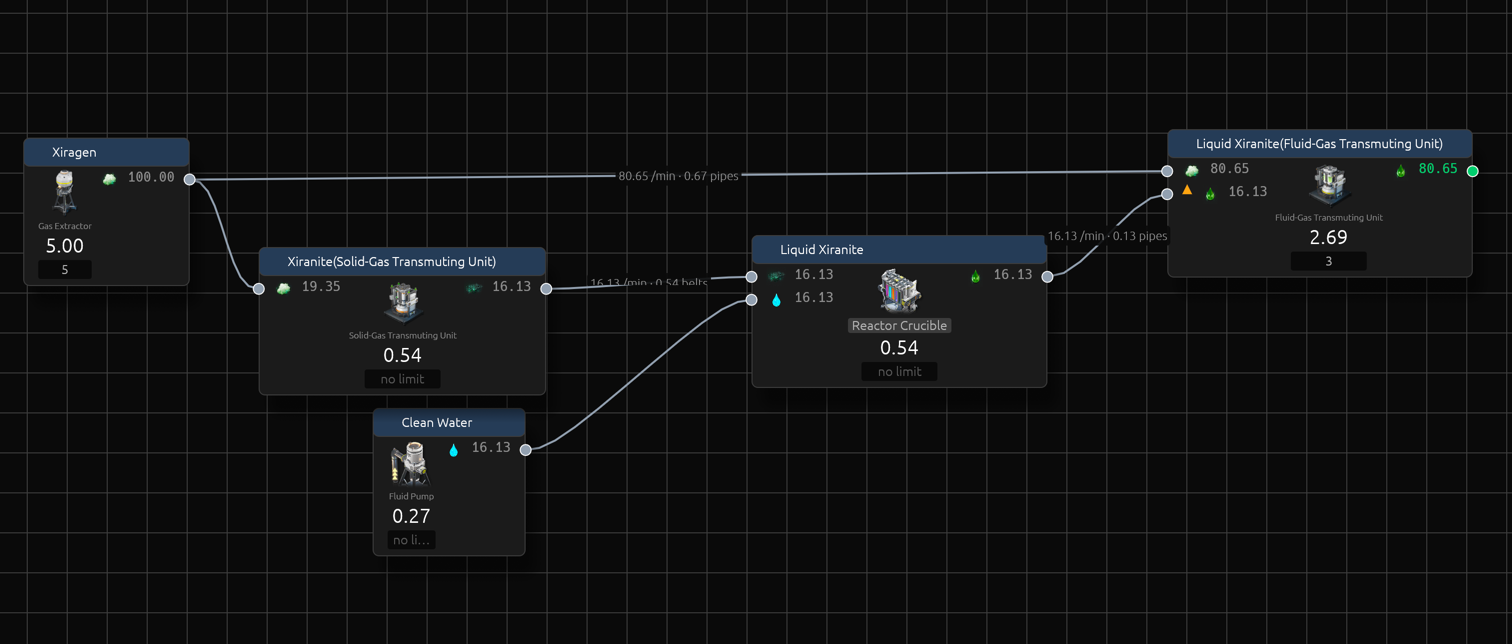 Xiragen
100.00
Gas Extractor
5.00
5
80.65 /min · 0.67 pipes
Xiranite(Solid-Gas Transmuting Unit)
19.35
16.13
Solid-Gas Transmuting Unit
0.54
no limit
16.13 /min · 0.54 belts
Clean Water
16.13
Fluid Pump
0.27
no li...
Liquid Xiranite
16.13
16.13
16.13
Reactor Crucible
0.54
no limit
16.13 /min · 0.13 pipes
Liquid Xiranite(Fluid-Gas Transmuting Unit)
80.65
80.65
16.13
Fluid-Gas Transmuting Unit
2.69
3